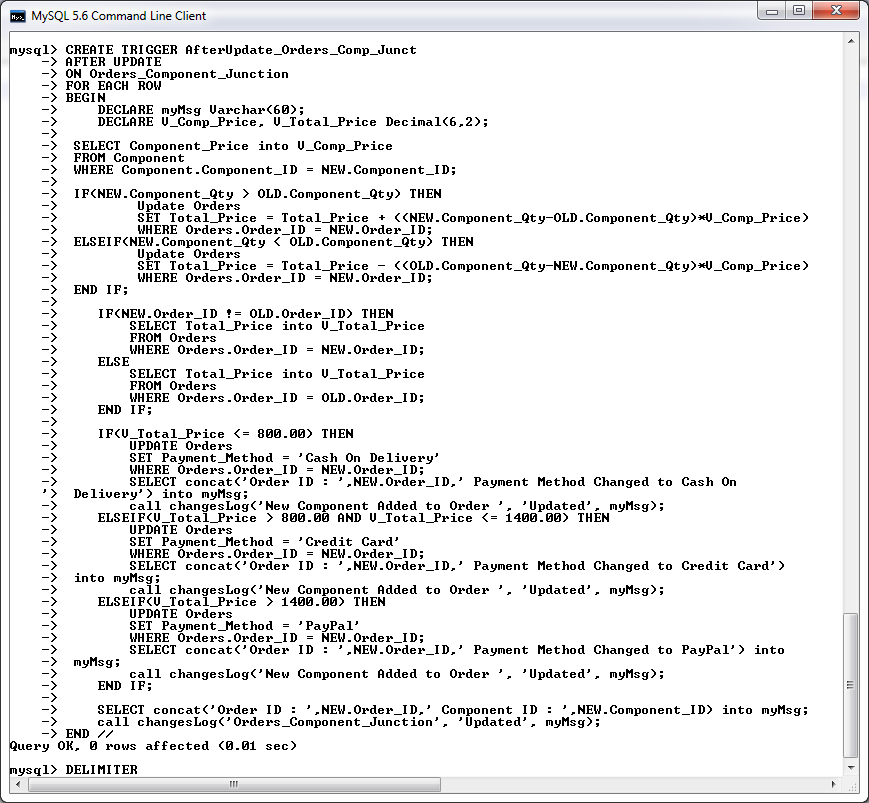 MySQL 5.6 Command Line Client
mysql> CREATE TRIGGER AfterUpdate_Orders_Comp_Junct
    -> AFTER UPDATE
    -> ON Orders_Component_Junction
    -> FOR EACH ROW
    -> BEGIN
    ->     DECLARE myMsg Varchar(60);
    ->     DECLARE V_Comp_Price, V_Total_Price Decimal(6,2);
    ->
    ->  SELECT Component_Price into V_Comp_Price
    ->  FROM Component
    ->  WHERE Component.Component_ID = NEW.Component_ID;
    ->
    ->  IF(NEW.Component_Qty > OLD.Component_Qty) THEN
    ->          Update Orders
    ->          SET Total_Price = Total_Price + ((NEW.Component_Qty-OLD.Component_Qty)*V_Comp_Price)
    ->          WHERE Orders.Order_ID = NEW.Order_ID;
    ->  ELSEIF(NEW.Component_Qty < OLD.Component_Qty) THEN
    ->          Update Orders
    ->          SET Total_Price = Total_Price - ((OLD.Component_Qty-NEW.Component_Qty)*V_Comp_Price)
    ->          WHERE Orders.Order_ID = NEW.Order_ID;
    ->  END IF;
    ->
    ->     IF(NEW.Order_ID != OLD.Order_ID) THEN
    ->         SELECT Total_Price into V_Total_Price
    ->         FROM Orders
    ->         WHERE Orders.Order_ID = NEW.Order_ID;
    ->     ELSE
    ->         SELECT Total_Price into V_Total_Price
    ->         FROM Orders
    ->         WHERE Orders.Order_ID = OLD.Order_ID;
    ->     END IF;
    ->
    ->     IF(V_Total_Price <= 800.00) THEN
    ->         UPDATE Orders
    ->         SET Payment_Method = 'Cash On Delivery'
    ->         WHERE Orders.Order_ID = NEW.Order_ID;
    ->         SELECT concat('Order ID : ',NEW.Order_ID,' Payment Method Changed to Cash On
    '>  Delivery') into myMsg;
    ->         call changesLog('New Component Added to Order ', 'Updated', myMsg);
    ->     ELSEIF(V_Total_Price > 800.00 AND V_Total_Price <= 1400.00) THEN
    ->         UPDATE Orders
    ->         SET Payment_Method = 'Credit Card'
    ->         WHERE Orders.Order_ID = NEW.Order_ID;
    ->         SELECT concat('Order ID : ',NEW.Order_ID,' Payment Method Changed to Credit Card')
    ->  into myMsg;
    ->         call changesLog('New Component Added to Order ', 'Updated', myMsg);
    ->     ELSEIF(V_Total_Price > 1400.00) THEN
    ->         UPDATE Orders
    ->         SET Payment_Method = 'PayPal'
    ->         WHERE Orders.Order_ID = NEW.Order_ID;
    ->         SELECT concat('Order ID : ',NEW.Order_ID,' Payment Method Changed to PayPal') into
    ->  myMsg;
    ->         call changesLog('New Component Added to Order ', 'Updated', myMsg);
    ->     END IF;
    ->
    ->     SELECT concat('Order ID : ',NEW.Order_ID,' Component ID : ',NEW.Component_ID) into myMsg;
    ->     call changesLog('Orders_Component_Junction', 'Updated', myMsg);
    -> END //
Query OK, 0 rows affected (0.01 sec)
mysql> DELIMITER